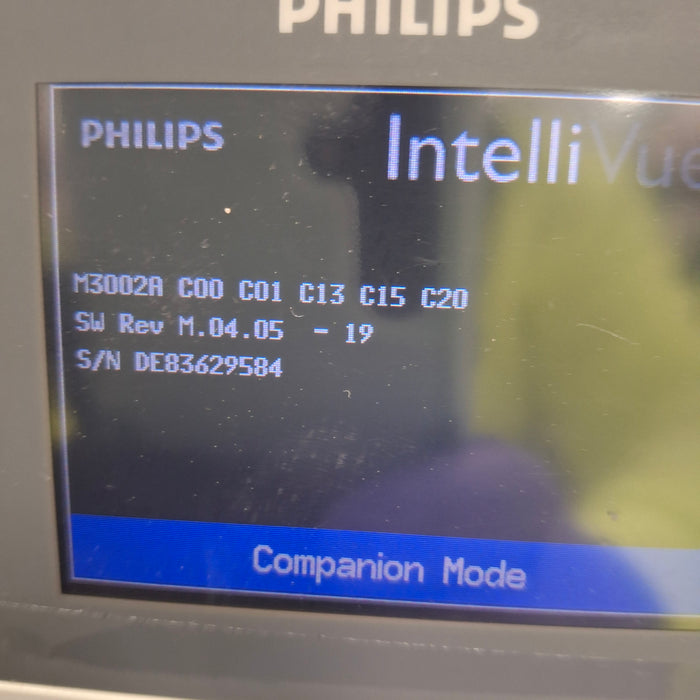 PHILIPS
PHILIPS
IntelliVue
M3002A C00 C01 C13 C15 C20
SW Rev M.04.05 - 19
S/N DE83629584
Companion Mode